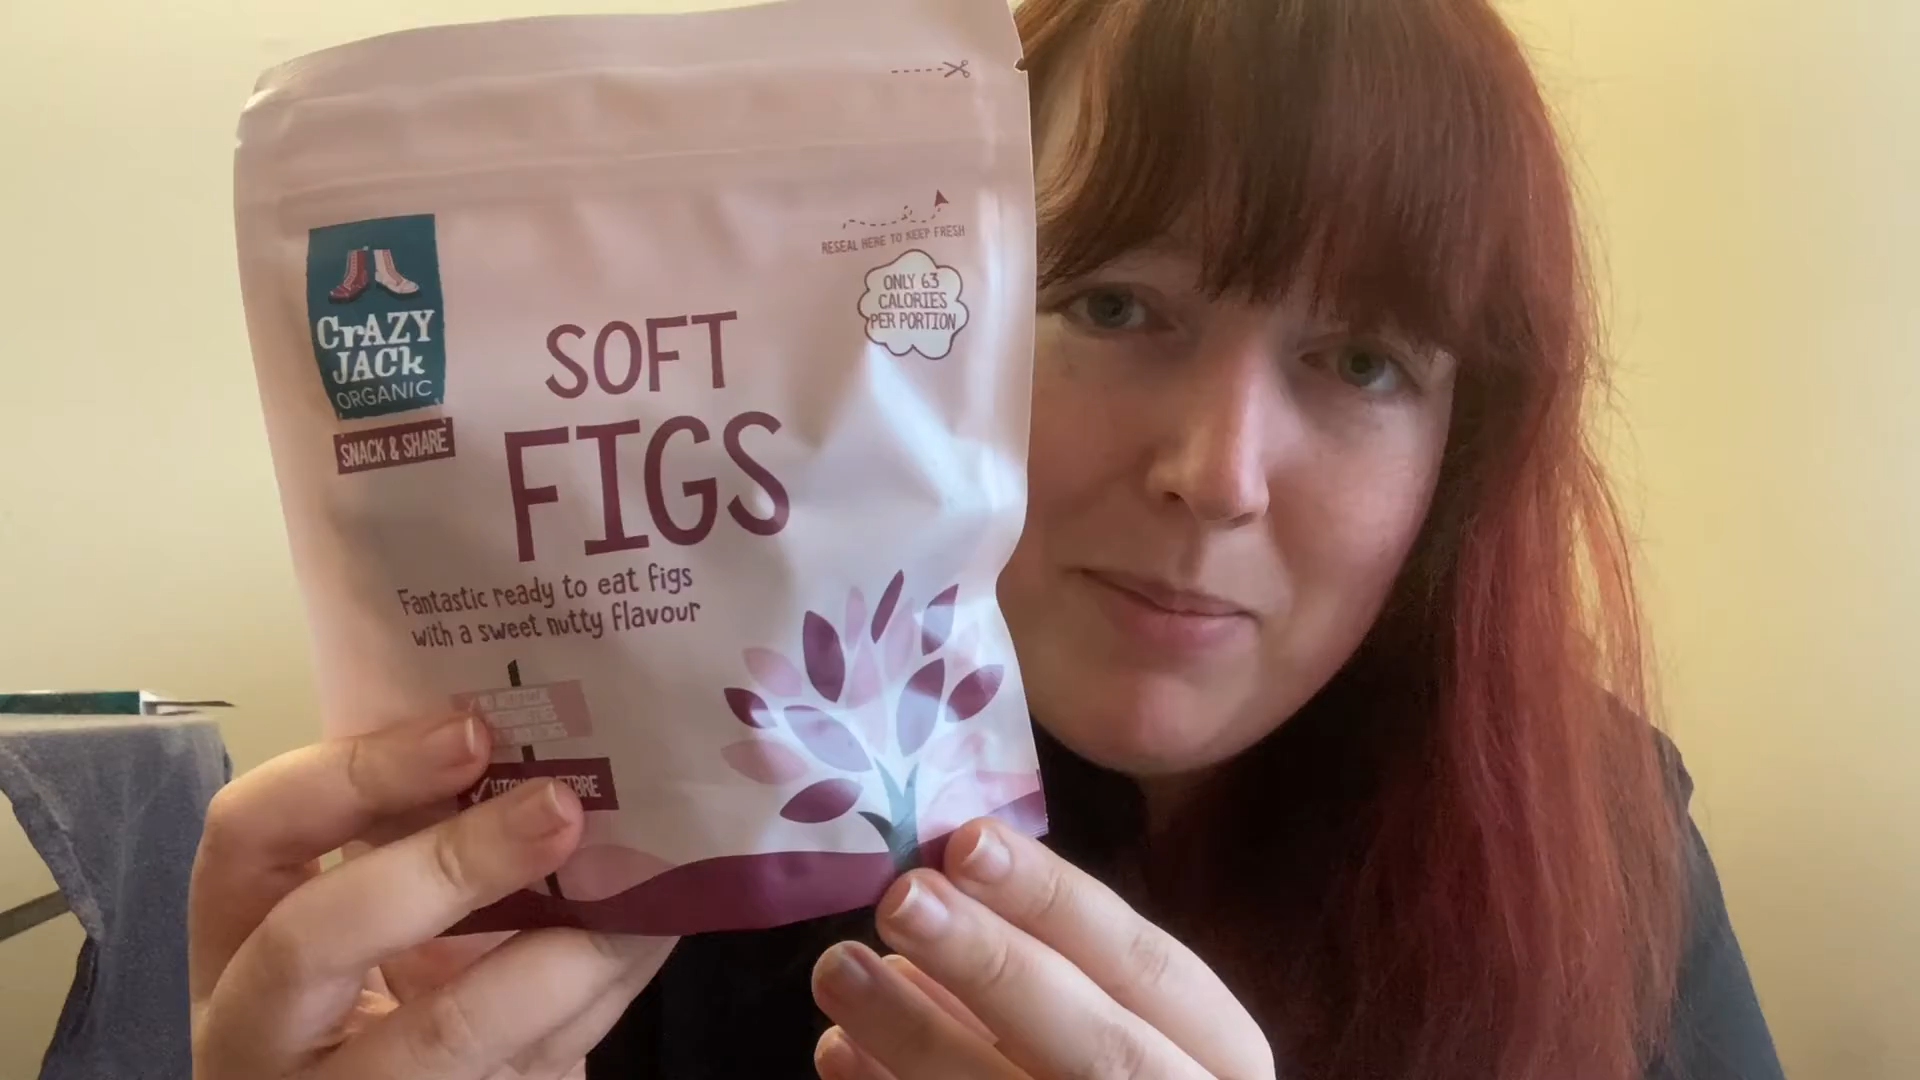 RESEAL HERE TO KEEP FRESH
ONLY 63
CALORIES
PER PORTION
CrAZY
JACk
ORGANIC
SNACK & SHARE
SOFT
FIGS
Fantastic ready to eat figs
with a sweet nutty flavour